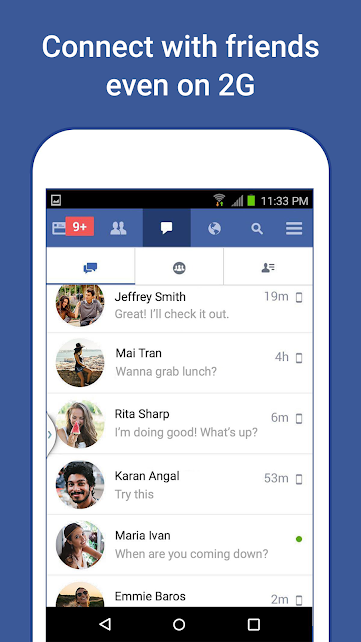 Connect with friends
even on 2G
11:33 PM
9+
Jeffrey Smith
19m
Great! I'll check it out.
Mai Tran
4h
Wanna grab lunch?
Rita Sharp
6m
I'm doing good! What's up?
Karan Angal
53m
Try this
Maria Ivan
When are you coming down?
Emmie Baros
2m